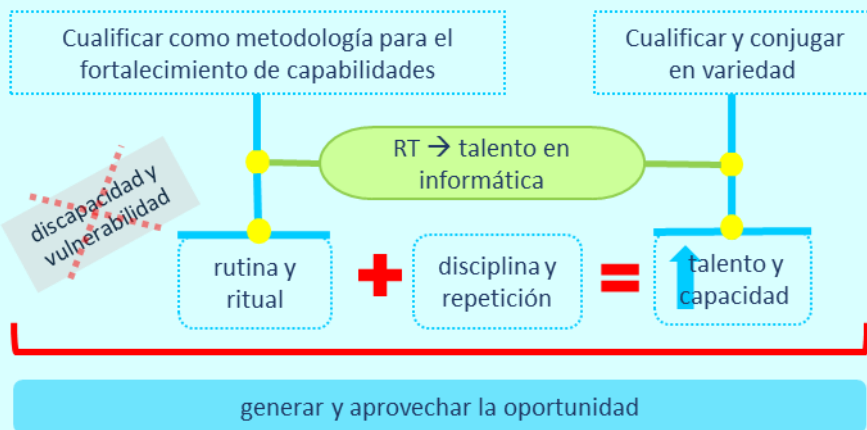 Cualificar como metodología para el
fortalecimiento de capabilidades
Cualificar y conjugar
en variedad
RT → talento en
informática
discapacidad y
vulnerabilidad
rutina y
ritual
+
disciplina y
repetición
=
talento y
capacidad
generar y aprovechar la oportunidad